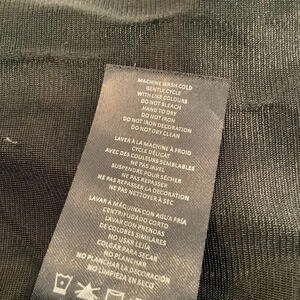 MACHINE WASH COLD
GENTLE CYCLE
WITH LIKE COLOURS
DO NOT BLEACH
HANG TO DRY
DO NOT IRON
DO NOT IRON DECORATION
DO NOT DRY CLEAN
LAVER À LA MACHINE À FROID
CYCLE DÉLICAT
AVEC DES COULEURS SEMBLABLES
NE PAS JAVEL
SUSPENDRE POUR SÉCHER
NE PAS REPASSER
NE PAS REPASSER LA DÉCORATION
NE PAS NETTOYER À SEC
LAVAR A MÁQUINA CON AGUA FRÍA
CENTRIFUGADO CORTO
LAVAR CON PRENDAS
DE COLORES SIMILARES
NO USAR LEJÍA
COLGAR PARA SECAR
NO PLANCHAR
NO PLANCHAR LA DECORACIÓN
NO LIMPIAR EN SECO